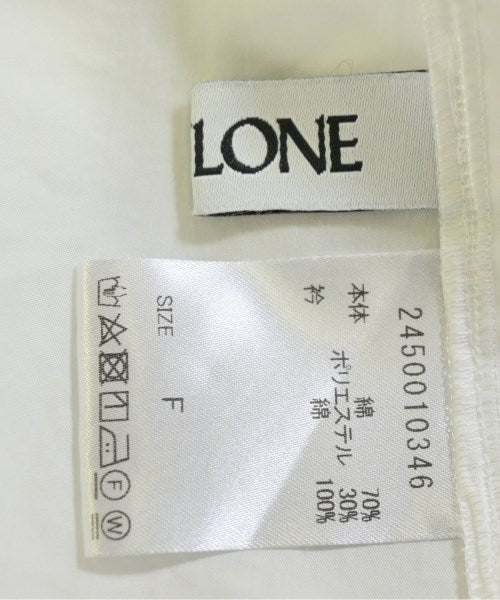 LONE
2450010346
本体 綿 70%
ポリエステル 30%
衿 綿 100%
SIZE F
F
W